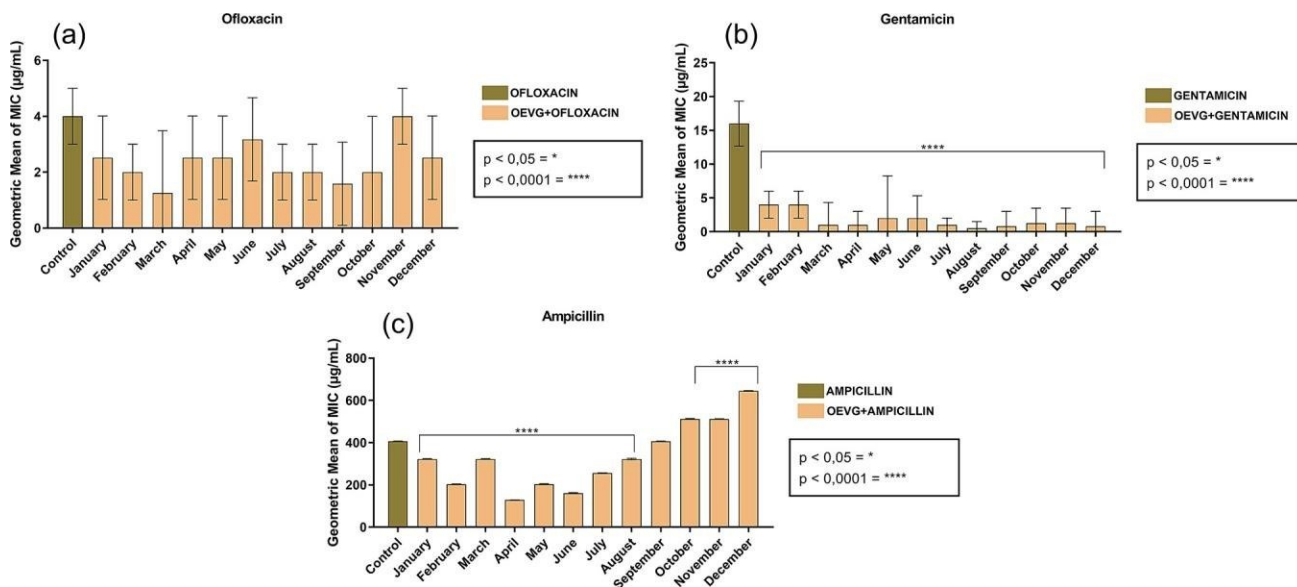 Ofloxacin
(a)
Geometric Mean of MIC (µg/mL)
6
4
2
0
Control
January
February
March
April
May
June
July
August
September
October
November
December
OFLOXACIN
OEVG+OFLOXACIN
p < 0,05 = *
p < 0,0001 = ****
Gentamicin
(b)
Geometric Mean of MIC (µg/mL)
25
20
15
10
5
0
****
Control
January
February
March
April
May
June
July
August
September
October
November
December
GENTAMICIN
OEVG+GENTAMICIN
p < 0,05 = *
p < 0,0001 = ****
Ampicillin
(c)
Geometric Mean of MIC (µg/mL)
800
600
400
200
0
****
****
Control
January
February
March
April
May
June
July
August
September
October
November
December
AMPICILLIN
OEVG+AMPICILLIN
p < 0,05 = *
p < 0,0001 = ****